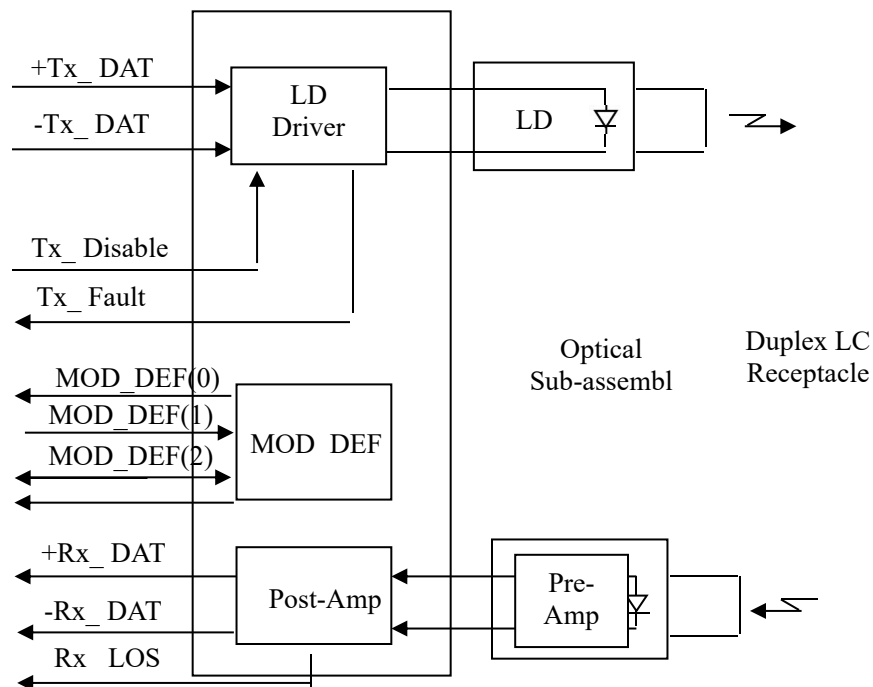 +Tx_ DAT
-Tx_ DAT
LD
Driver
LD
Tx_ Disable
Tx_ Fault
Optical
Sub-assembl
Duplex LC
Receptacle
MOD_DEF(0)
MOD_DEF(1)
MOD_DEF(2)
MOD DEF
+Rx_ DAT
-Rx_ DAT
Rx LOS
Post-Amp
Pre-
Amp